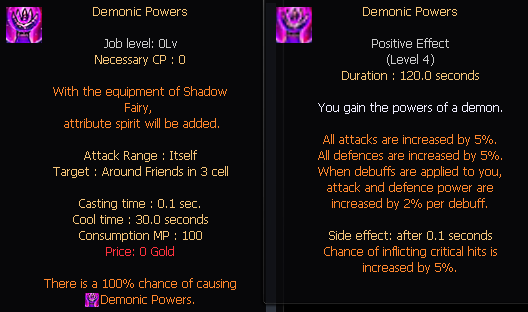 Demonic Powers
Job level: 0Lv
Necessary CP : 0
With the equipment of Shadow
Fairy,
attribute spirit will be added.
Attack Range : Itself
Target : Around Friends in 3 cell
Casting time : 0.1 sec.
Cool time : 30.0 seconds
Consumption MP : 100
Price: 0 Gold
There is a 100% chance of causing
Demonic Powers.
Demonic Powers
Positive Effect
(Level 4)
Duration : 120.0 seconds
You gain the powers of a demon.
All attacks are increased by 5%.
All defences are increased by 5%.
When debuffs are applied to you,
attack and defence power are
increased by 2% per debuff.
Side effect: after 0.1 seconds
Chance of inflicting critical hits is
increased by 5%.